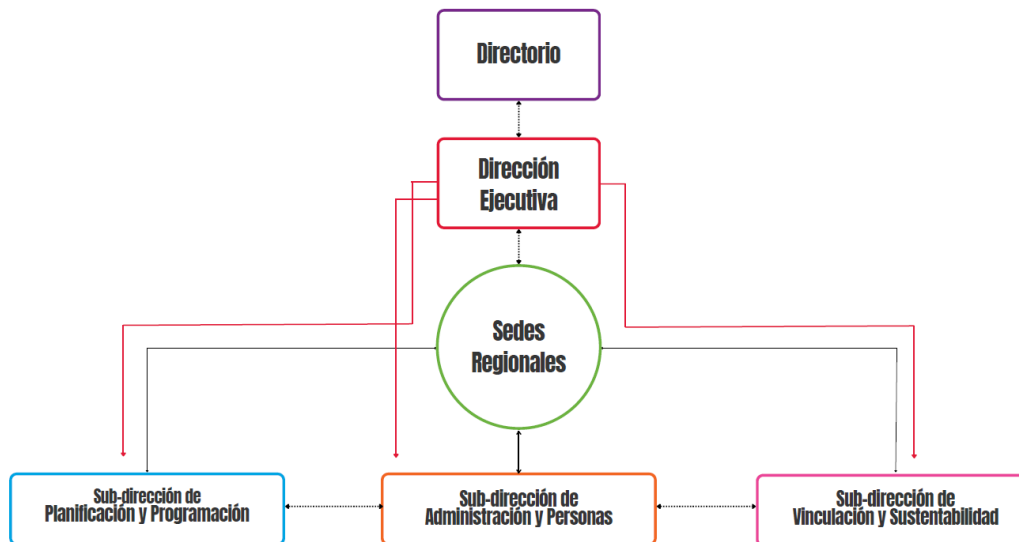 Directorio
Dirección
Ejecutiva
Sedes
Regionales
Sub-dirección de
Planificación y Programación
Sub-dirección de
Administración y Personas
Sub-dirección de
Vinculación y Sustentabilidad